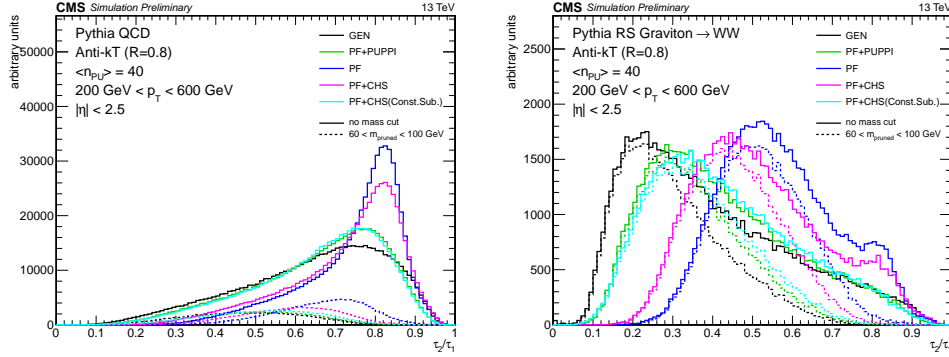 CMS Simulation Preliminary 13 TeV
arbitrary units
50000
40000
30000
20000
10000
0
Pythia QCD
Anti-kT (R=0.8)
<n_PU> = 40
200 GeV < p_T < 600 GeV
|η| < 2.5
GEN
PF+PUPPI
PF
PF+CHS
PF+CHS(Const.Sub.)
no mass cut
60 < m_pruned < 100 GeV
0 0.1 0.2 0.3 0.4 0.5 0.6 0.7 0.8 0.9 1
τ_2/τ_1
CMS Simulation Preliminary 13 TeV
arbitrary units
2500
2000
1500
1000
500
0
Pythia RS Graviton → WW
Anti-kT (R=0.8)
<n_PU> = 40
200 GeV < p_T < 600 GeV
|η| < 2.5
GEN
PF+PUPPI
PF
PF+CHS
PF+CHS(Const.Sub.)
no mass cut
60 < m_pruned < 100 GeV
0 0.1 0.2 0.3 0.4 0.5 0.6 0.7 0.8 0.9
τ_2/τ_1